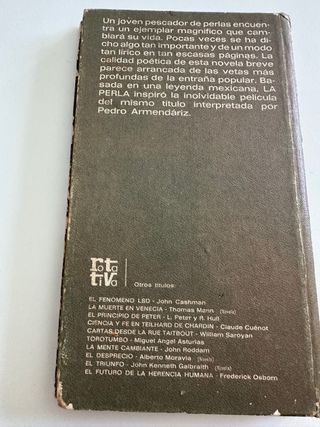 Un joven pescador de perlas encuen-
tra un ejemplar magnífico que cam-
biará su vida. Pocas veces se ha di-
cho algo tan importante y de un modo
tan lírico en tan escasas páginas. La
calidad poética de esta novela breve
parece arrancada de las vetas más
profundas de la entraña popular. Ba-
sada en una leyenda mexicana, LA
PERLA inspiró la inolvidable película
del mismo título interpretada por
Pedro Armendáriz.
rotativa
Otros títulos:
EL FENOMENO LSD - John Cashman
LA MUERTE EN VENECIA - Thomas Mann (Novela)
EL PRINCIPIO DE PETER - L. Peter y R. Hull
CIENCIA Y FE EN TEILHARD DE CHARDIN - Claude Cuénot
CARTAS DESDE LA RUE TAITBOUT - William Saroyan
TOROTUMBO - Miguel Angel Asturias
LA MENTE CAMBIANTE - John Roddam
EL DESPRECIO - Alberto Moravia (Novela)
EL TRIUNFO - John Kenneth Galbraith (Novela)
EL FUTURO DE LA HERENCIA HUMANA - Frederick Osborn